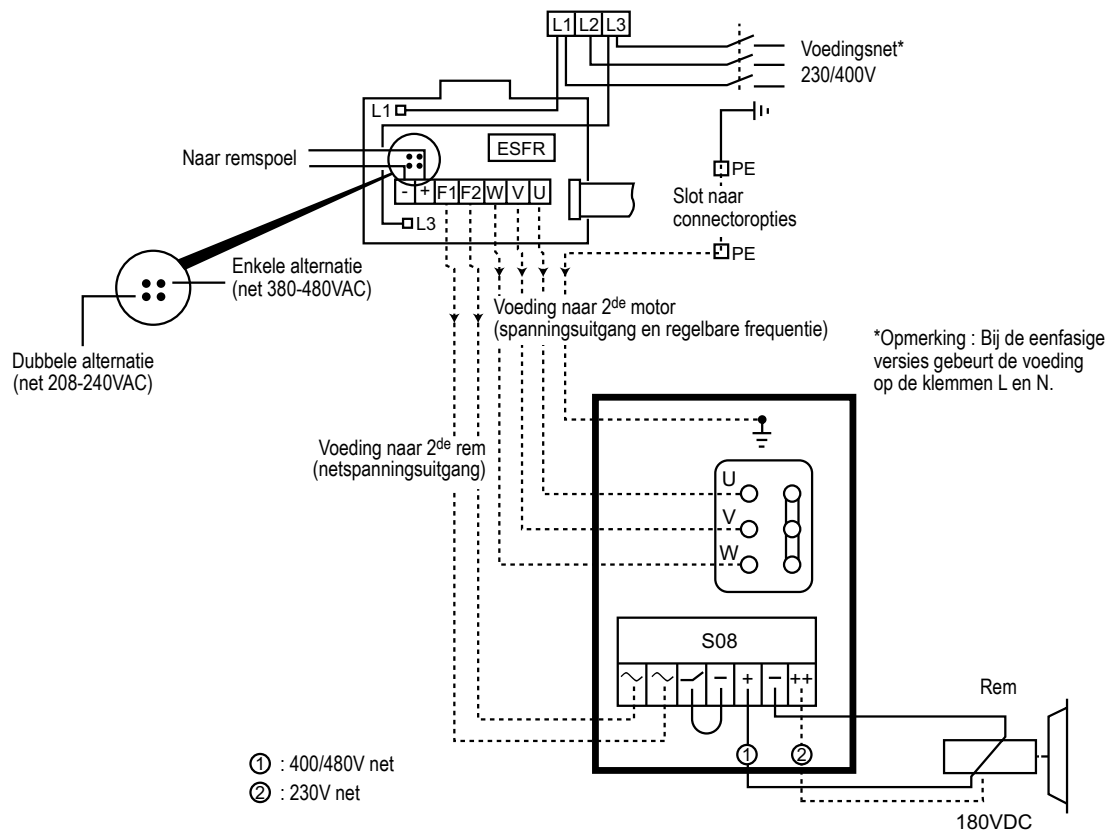 L1 L2 L3
Voedingsnet*
230/400V
L1
ESFR
Naar remspoel
- + F1 F2 W V U
L3
PE
Slot naar
connectoropties
PE
Enkele alternatie
(net 380-480VAC)
Dubbele alternatie
(net 208-240VAC)
Voeding naar 2de motor
(spanningsuitgang en regelbare frequentie)
*Opmerking : Bij de eenfasige
versies gebeurt de voeding
op de klemmen L en N.
Voeding naar 2de rem
(netspanningsuitgang)
U
V
W
S08
~ ~ − + − ++
Rem
1 2
① : 400/480V net
② : 230V net
180VDC